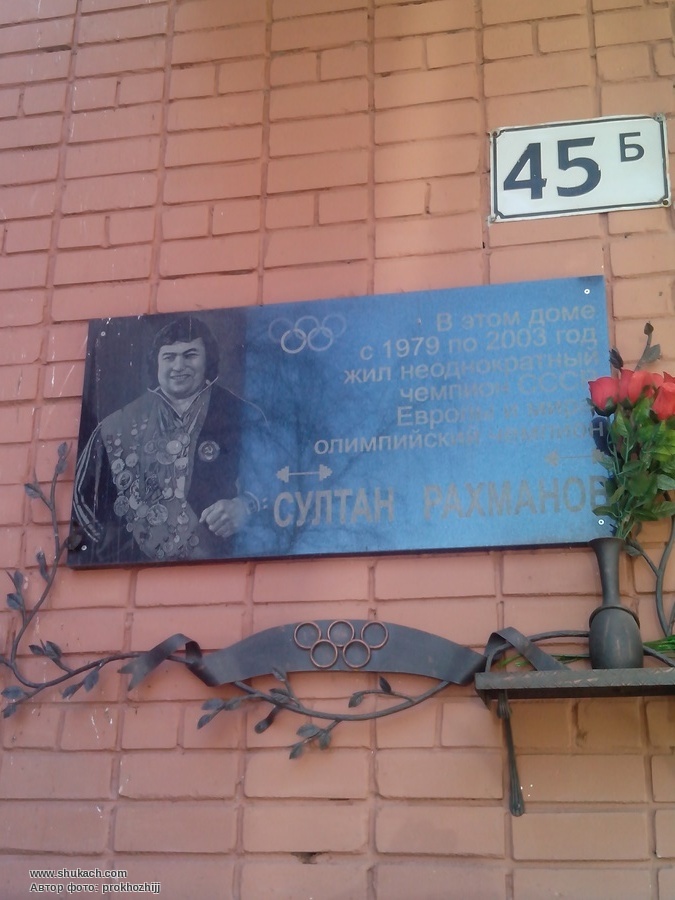 45 Б
В этом доме
с 1979 по 2003 год
жил неоднократный
чемпион СССР
Европы и мира
олимпийский чемпион
СУЛТАН РАХМАНОВ
www.shukach.com
Автор фото: prokhozhijj